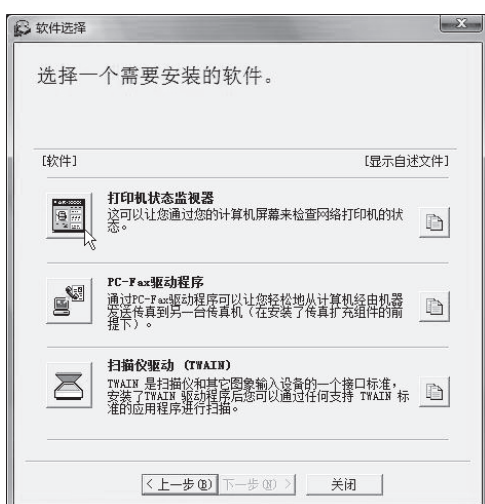 软件选择
选择一个需要安装的软件。
[软件] [显示自述文件]
打印机状态监视器
这可以让您通过您的计算机屏幕来检查网络打印机的状
态。
PC-Fax驱动程序
通过PC-Fax驱动程序可以让您轻松地从计算机经由机器
发送传真到另一台传真机（在安装了传真扩充组件的前
提下）。
扫描仪驱动 (TWAIN)
TWAIN 是扫描仪和其它图象输入设备的一个接口标准，
安装了TWAIN 驱动程序后您可以通过任何支持 TWAIN 标
准的应用程序进行扫描。
< 上一步(B) 下一步(N) > 关闭